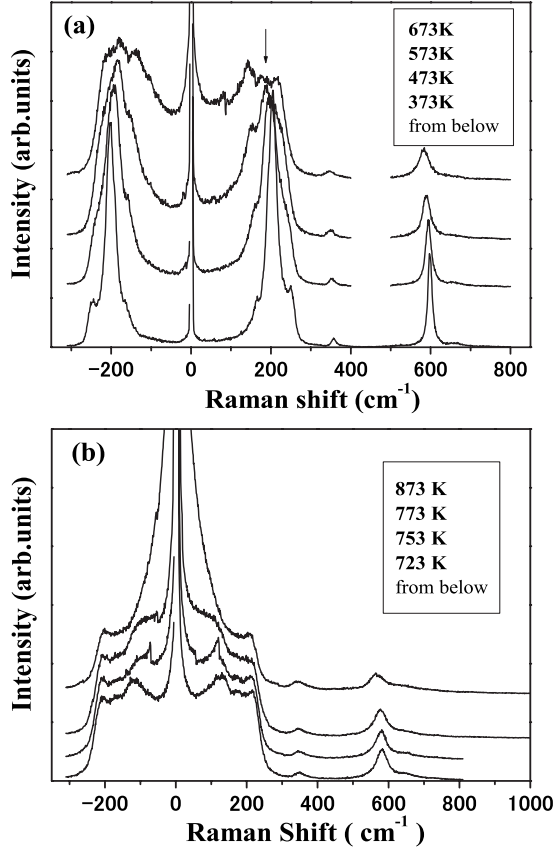 (a)
673K
573K
473K
373K
from below
Intensity (arb.units)
−200 0 200 400 600 800
Raman shift (cm-1)
(b)
873 K
773 K
753 K
723 K
from below
Intensity (arb.units)
−200 0 200 400 600 800 1000
Raman Shift ( cm-1 )